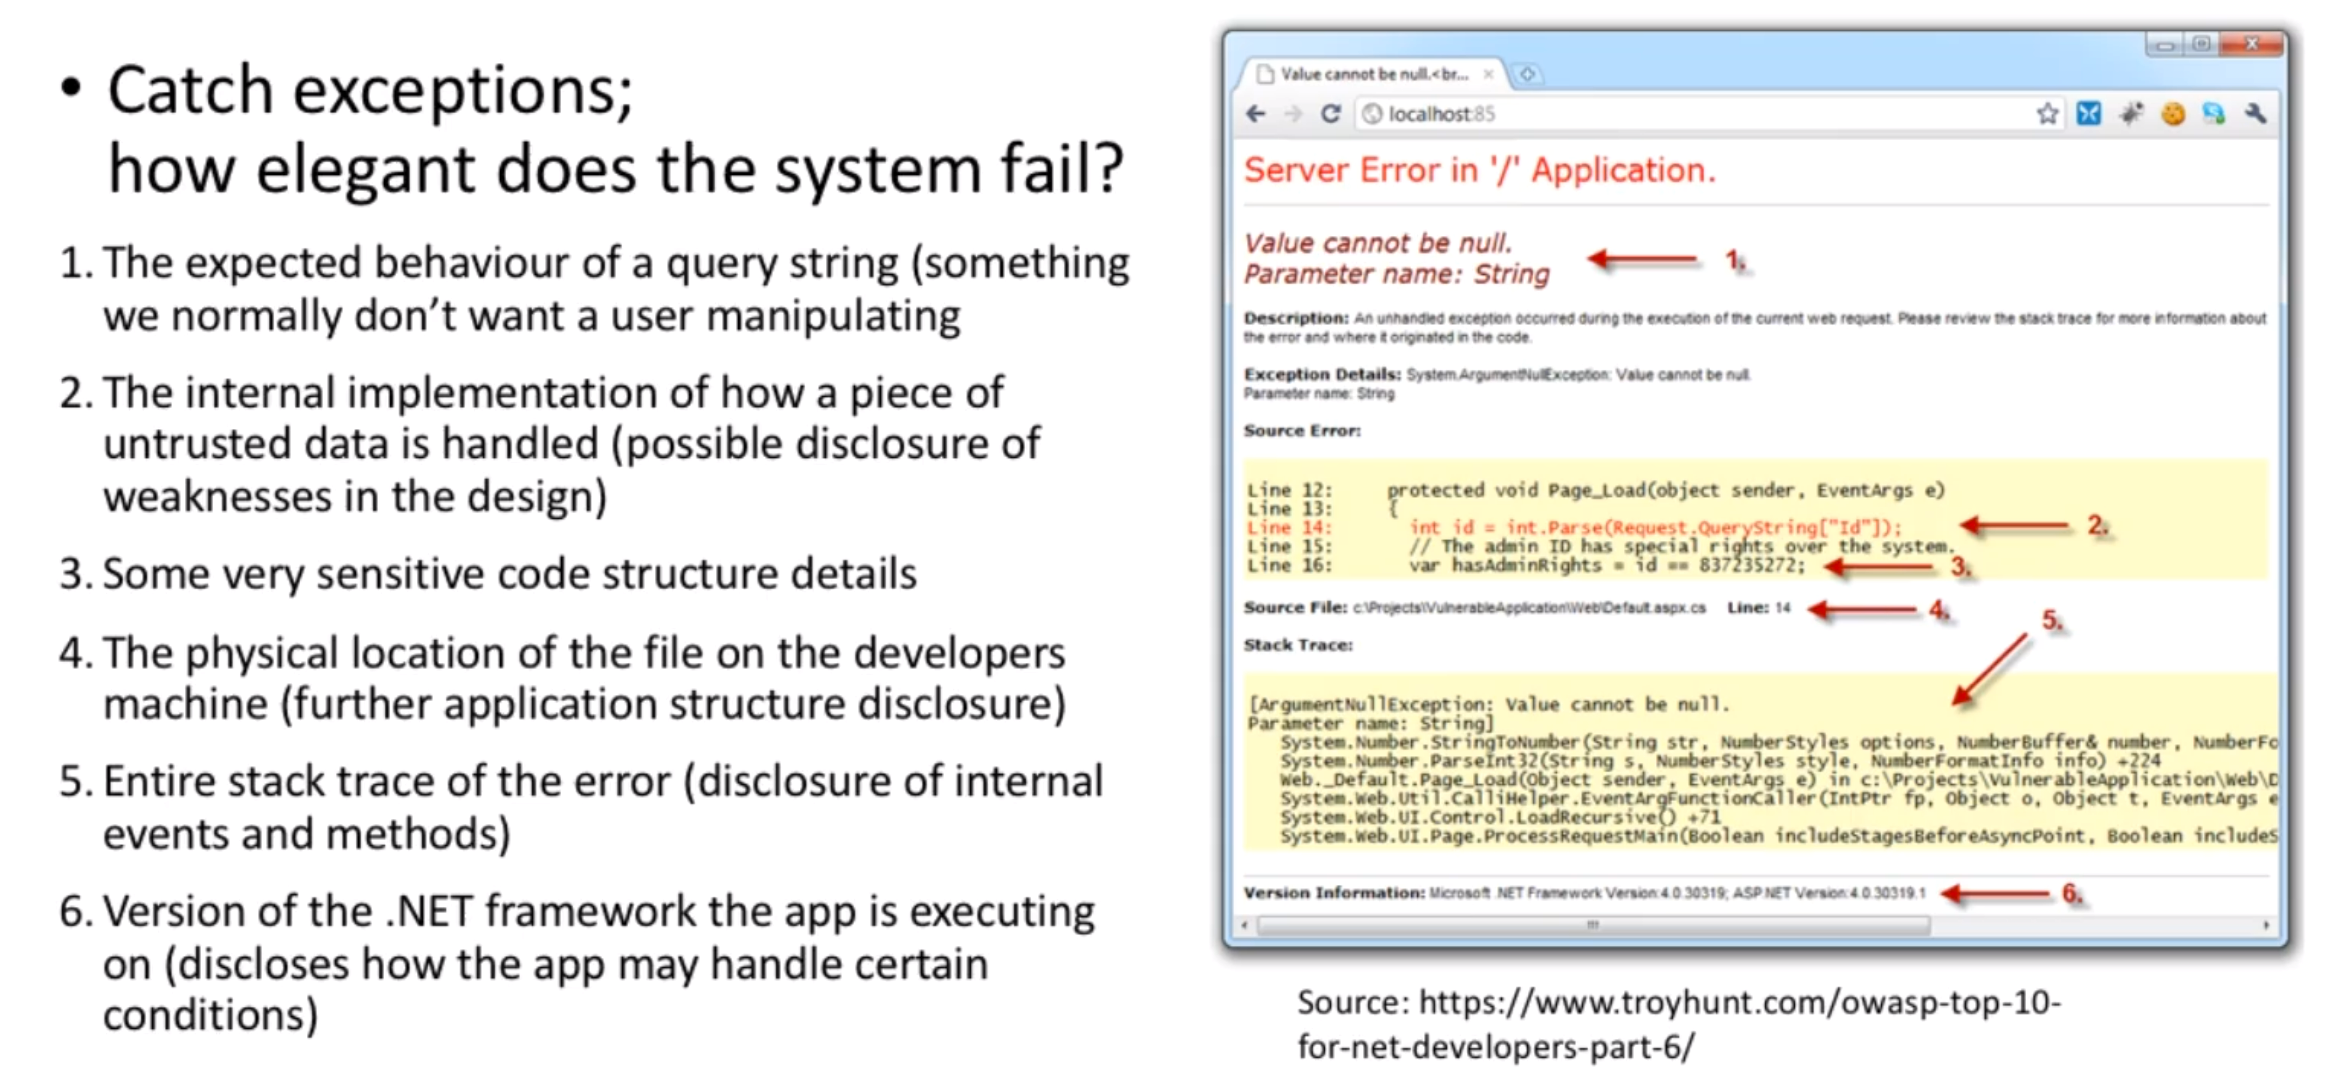 • Catch exceptions;
how elegant does the system fail?
1. The expected behaviour of a query string (something
we normally don't want a user manipulating
2. The internal implementation of how a piece of
untrusted data is handled (possible disclosure of
weaknesses in the design)
3. Some very sensitive code structure details
4. The physical location of the file on the developers
machine (further application structure disclosure)
5. Entire stack trace of the error (disclosure of internal
events and methods)
6. Version of the .NET framework the app is executing
on (discloses how the app may handle certain
conditions)
Value cannot be null.<br...
localhost:85
Server Error in '/' Application.
Value cannot be null.
Parameter name: String
1.
Description: An unhandled exception occurred during the execution of the current web request. Please review the stack trace for more information about
the error and where it originated in the code.
Exception Details: System.ArgumentNullException: Value cannot be null.
Parameter name: String
Source Error:
Line 12: protected void Page_Load(object sender, EventArgs e)
Line 13: {
Line 14: int id = int.Parse(Request.QueryString["Id"]);
2.
Line 15: // The admin ID has special rights over the system.
Line 16: var hasAdminRights = id == 837235272;
3.
Source File: c:\Projects\VulnerableApplication\Web\Default.aspx.cs Line: 14
4.
5.
Stack Trace:
[ArgumentNullException: Value cannot be null.
Parameter name: String]
System.Number.StringToNumber(String str, NumberStyles options, NumberBuffer& number, NumberFo
System.Number.ParseInt32(String s, NumberStyles style, NumberFormatInfo info) +224
Web._Default.Page_Load(Object sender, EventArgs e) in c:\Projects\VulnerableApplication\Web\D
System.Web.Util.CalliHelper.EventArgFunctionCaller(IntPtr fp, Object o, Object t, EventArgs e
System.Web.UI.Control.LoadRecursive() +71
System.Web.UI.Page.ProcessRequestMain(Boolean includeStagesBeforeAsyncPoint, Boolean includeS
Version Information: Microsoft .NET Framework Version:4.0.30319; ASP.NET Version:4.0.30319.1
6.
Source: https://www.troyhunt.com/owasp-top-10-
for-net-developers-part-6/